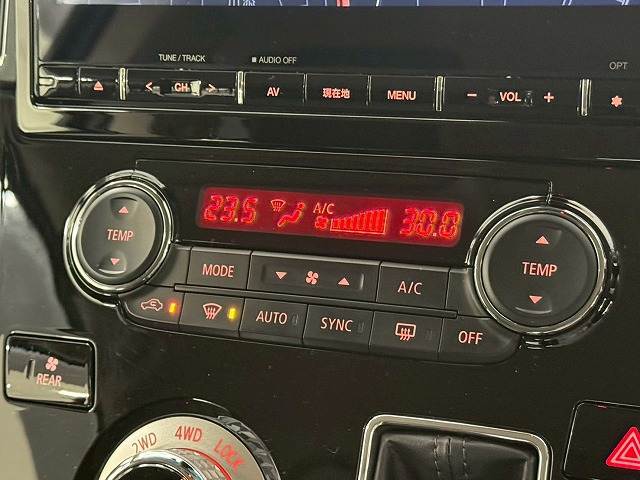 TUNE / TRACK
AUDIO OFF
OPT
< CH >
AV
現在地
MENU
- VOL +
23.5
A/C
30.0
TEMP
TEMP
MODE
A/C
AUTO
SYNC
OFF
REAR
2WD
4WD
LOCK